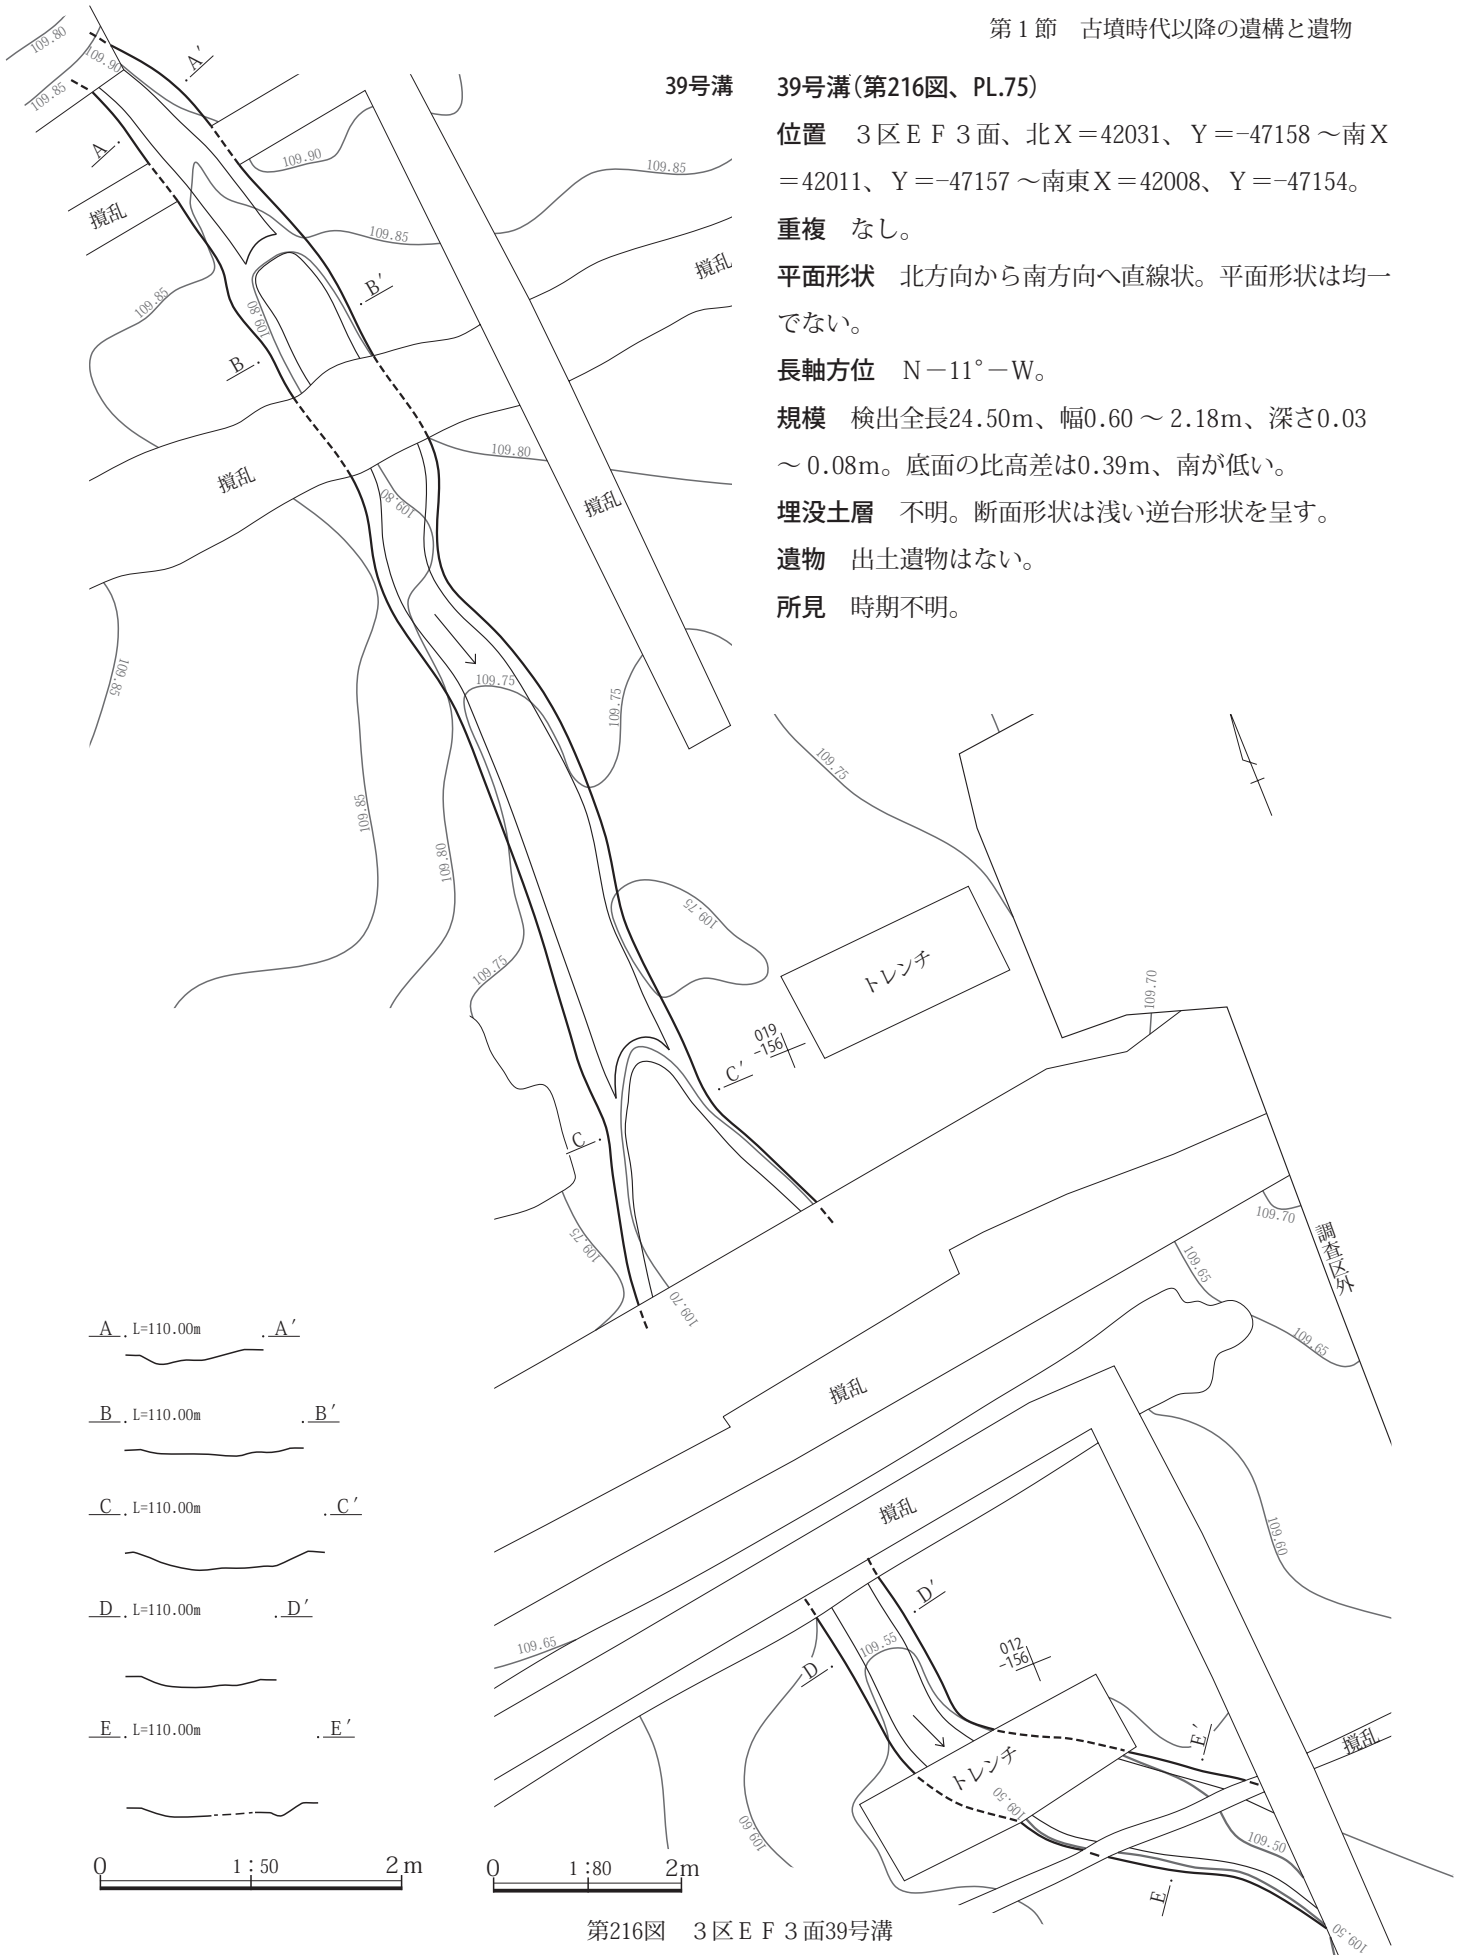 第1節　古墳時代以降の遺構と遺物
39号溝
39号溝（第216図、PL.75）
位置　３区ＥＦ３面、北Ｘ＝42031、Ｙ＝−47158～南Ｘ
＝42011、Ｙ＝−47157～南東Ｘ＝42008、Ｙ＝−47154。
重複　なし。
平面形状　北方向から南方向へ直線状。平面形状は均一
でない。
長軸方位　Ｎ－11°－Ｗ。
規模　検出全長24.50m、幅0.60～2.18m、深さ0.03
～0.08m。底面の比高差は0.39m、南が低い。
埋没土層　不明。断面形状は浅い逆台形状を呈す。
遺物　出土遺物はない。
所見　時期不明。
109.80
109.90
109.85
A
A′
攪乱
109.90
109.85
109.85
攪乱
109.85
109.80
B
B′
攪乱
109.80
109.80
攪乱
109.85
109.75
109.75
109.85
109.80
109.75
109.75
109.75
トレンチ
019
-156
109.70
C
C′
109.75
109.70
109.70
109.65
調査区外
109.65
攪乱
攪乱
109.60
109.65
109.55
D
D′
012
-156
トレンチ
109.50
109.60
E
E′
攪乱
109.50
109.50
A L=110.00m A′
B L=110.00m B′
C L=110.00m C′
D L=110.00m D′
E L=110.00m E′
0 1：50 2m
0 1：80 2m
第216図　３区ＥＦ３面39号溝